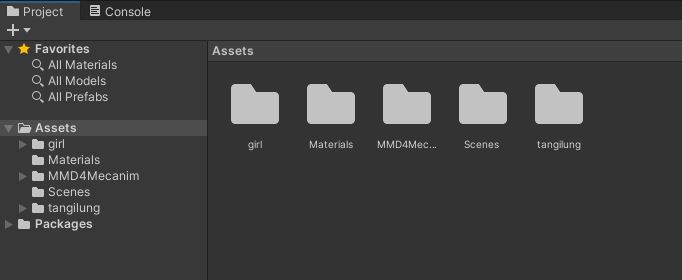 Project
Console
Favorites
All Materials
All Models
All Prefabs
Assets
girl
Materials
MMD4Mecanim
Scenes
tangilung
Packages
Assets
girl
Materials
MMD4Mec...
Scenes
tangilung